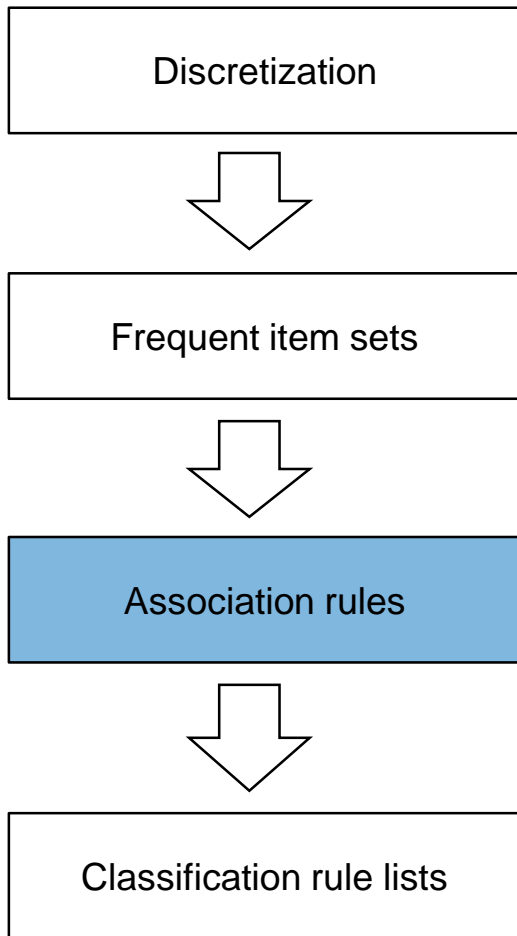 Discretization
Frequent item sets
Association rules
Classification rule lists